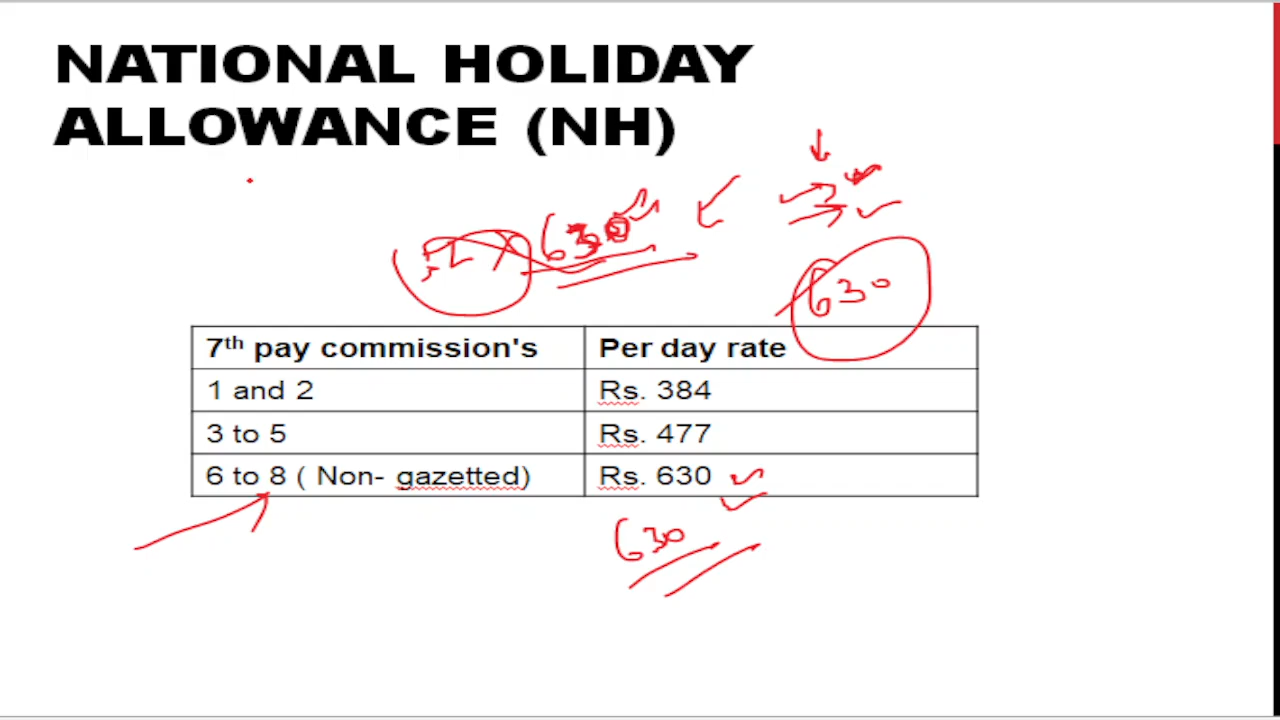 NATIONAL HOLIDAY
ALLOWANCE (NH)
630
630
7th pay commission's Per day rate
1 and 2 Rs. 384
3 to 5 Rs. 477
6 to 8 ( Non- gazetted) Rs. 630
630